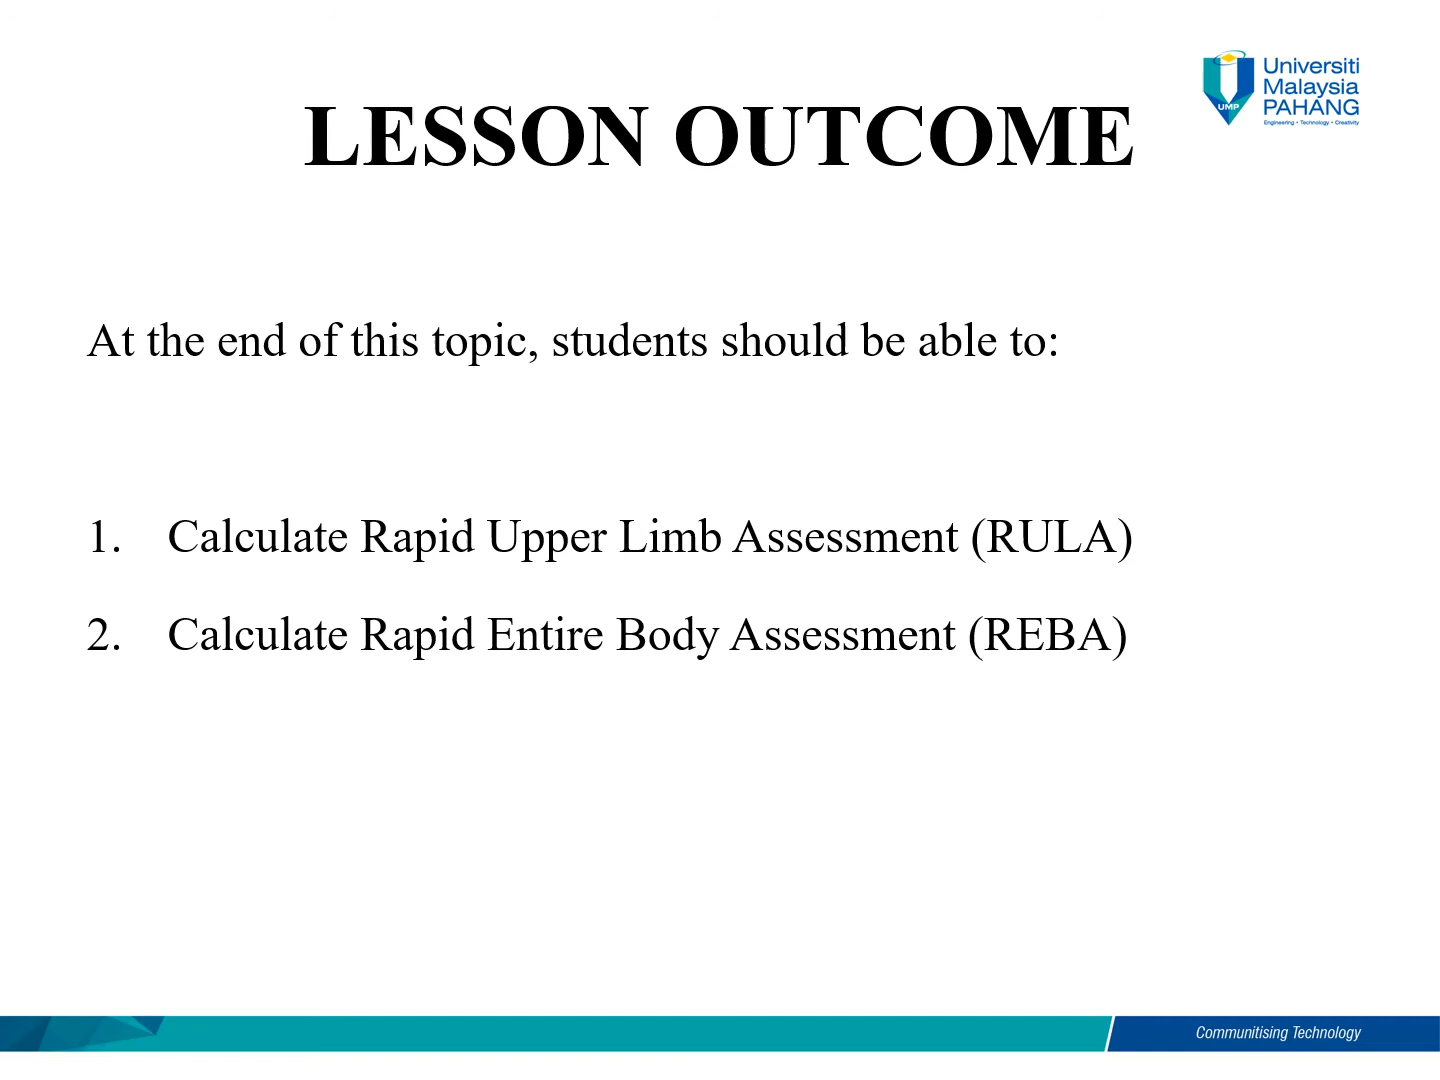 Universiti
Malaysia
PAHANG
UMP
Engineering • Technology • Creativity
LESSON OUTCOME
At the end of this topic, students should be able to:
1. Calculate Rapid Upper Limb Assessment (RULA)
2. Calculate Rapid Entire Body Assessment (REBA)
Communitising Technology